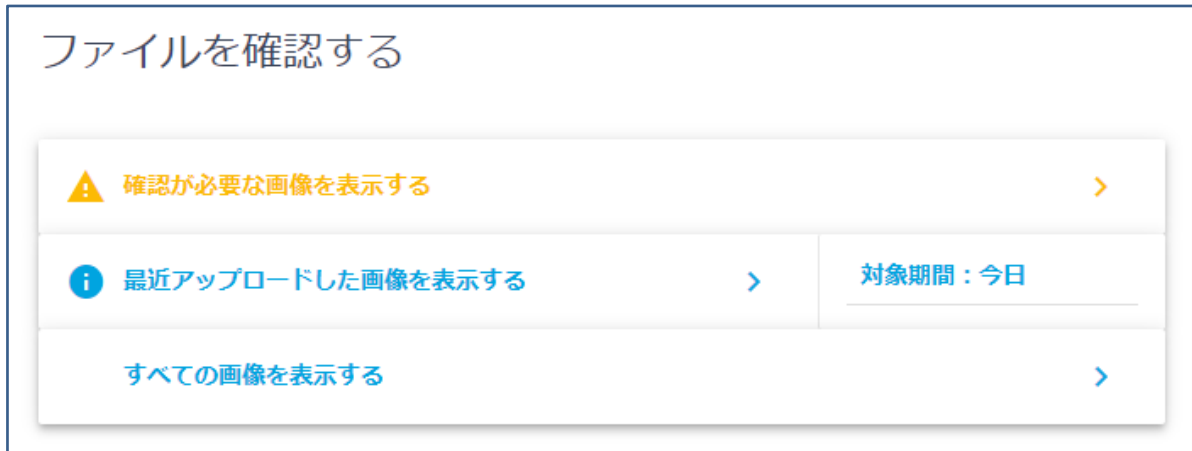 ファイルを確認する
確認が必要な画像を表示する
最近アップロードした画像を表示する
対象期間：今日
すべての画像を表示する